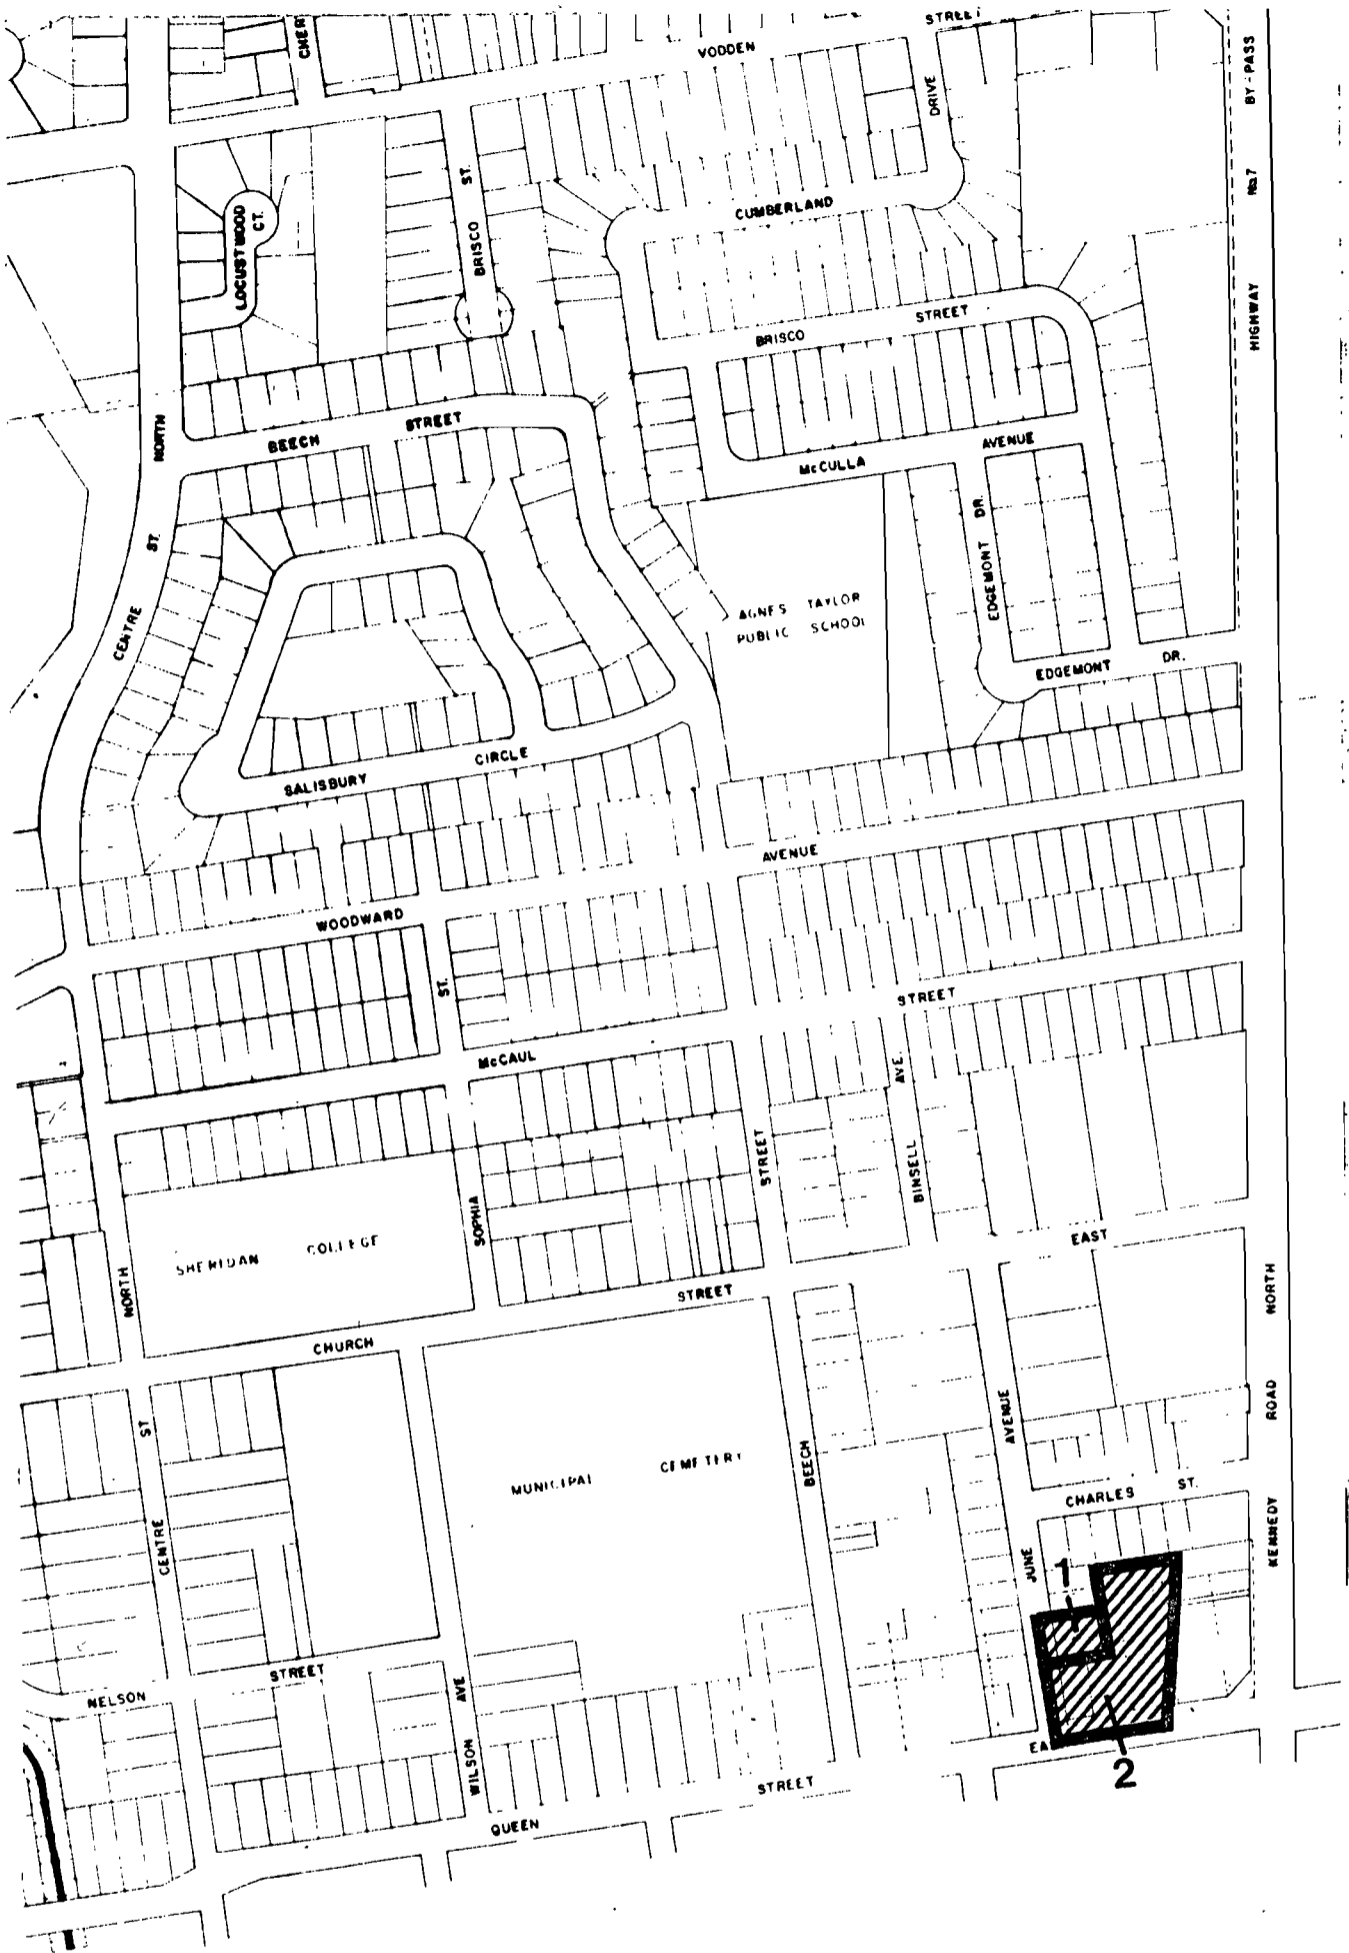 STREET
VODDEN
BY-PASS
DRIVE
No.7
ST.
CUMBERLAND
LOCUSTWOOD
CT.
BRISCO
HIGHWAY
STREET
BRISCO
NORTH
BEECH STREET
AVENUE
McCULLA
ST.
EDGEMONT DR.
CENTRE
AGNES TAYLOR
PUBLIC SCHOOL
EDGEMONT DR.
CIRCLE
SALISBURY
AVENUE
WOODWARD
ST.
STREET
McCAUL
AVE.
STREET
BINSELL
SOPHIA
SHERIDAN COLLEGE
EAST
NORTH
STREET
NORTH
CHURCH
ROAD
ST
AVENUE
BEECH
MUNICIPAL CEMETERY
CHARLES ST.
KENNEDY
CENTRE
JUNE
1
STREET
NELSON
AVE
WILSON
EA
2
STREET
QUEEN